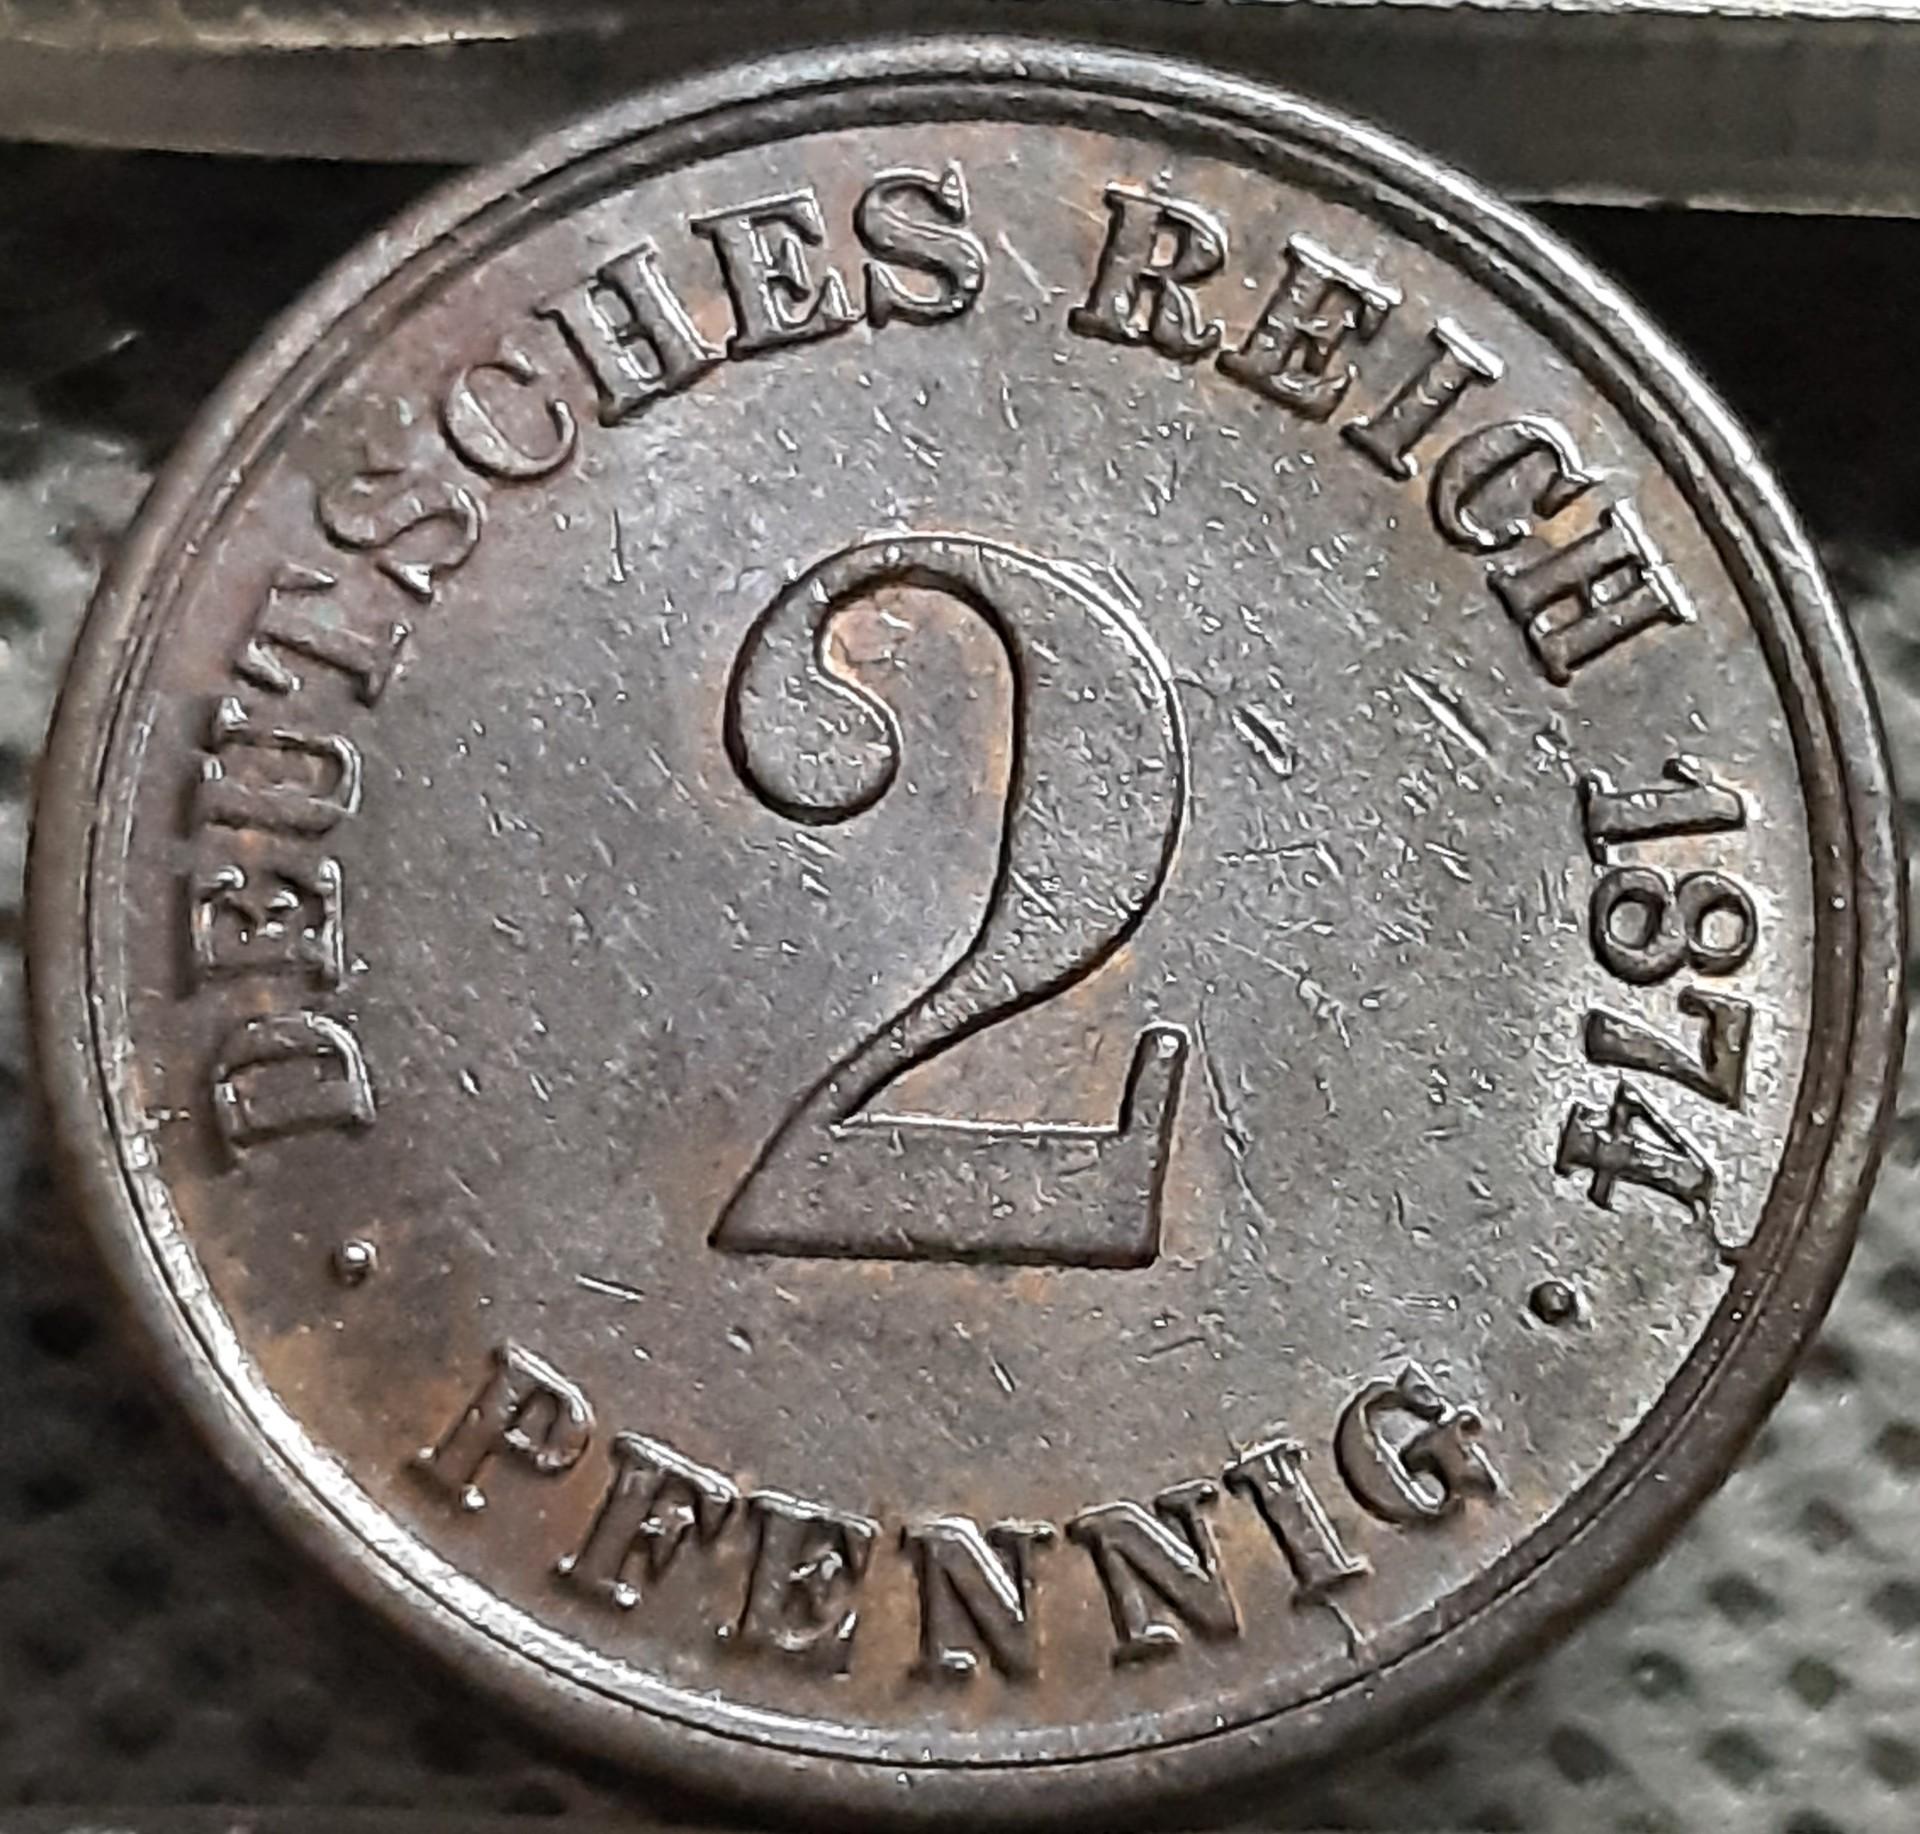 DEUTSCHES REICH 1874
2
· PFENNIG ·